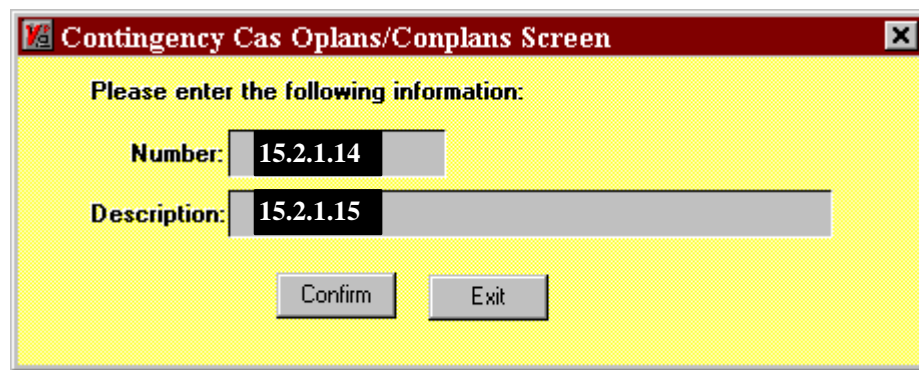 Contingency Cas Oplans/Conplans Screen
Please enter the following information:
Number: 15.2.1.14
Description: 15.2.1.15
Confirm Exit